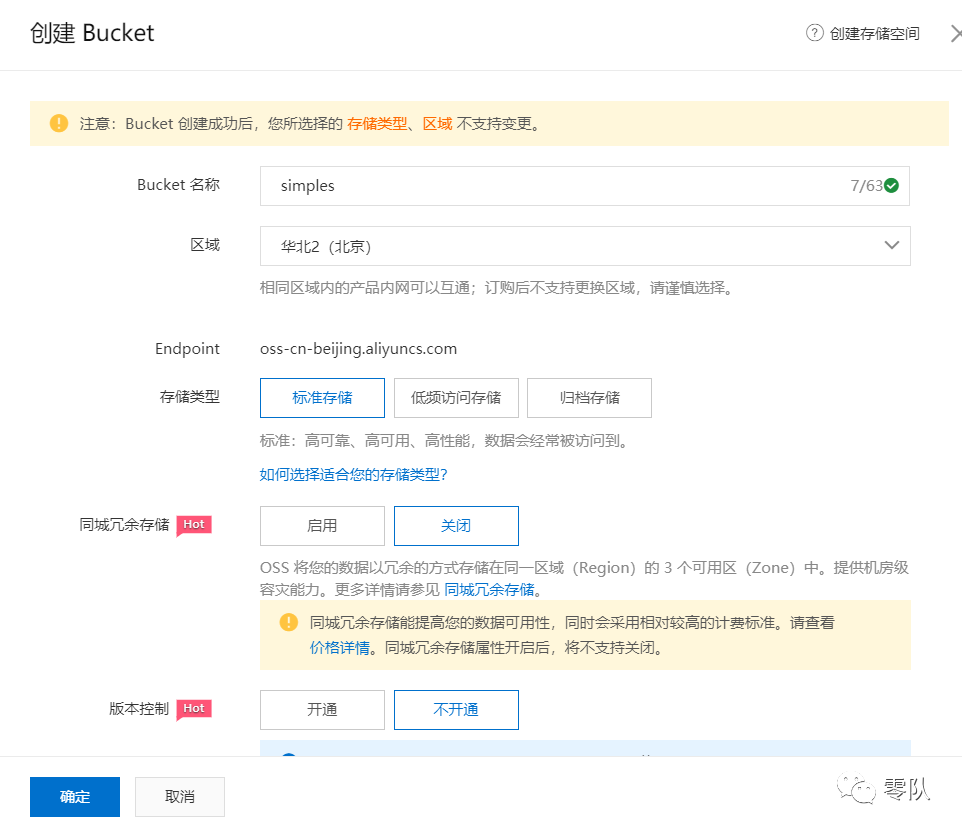 创建 Bucket
? 创建存储空间
注意：Bucket 创建成功后，您所选择的 存储类型、区域 不支持变更。
Bucket 名称
simples
7/63
区域
华北2（北京）
相同区域内的产品内网可以互通；订购后不支持更换区域，请谨慎选择。
Endpoint
oss-cn-beijing.aliyuncs.com
存储类型
标准存储
低频访问存储
归档存储
标准：高可靠、高可用、高性能，数据会经常被访问到。
如何选择适合您的存储类型？
同城冗余存储 Hot
启用
关闭
OSS 将您的数据以冗余的方式存储在同一区域（Region）的 3 个可用区（Zone）中。提供机房级
容灾能力。更多详情请参见 同城冗余存储。
同城冗余存储能提高您的数据可用性，同时会采用相对较高的计费标准。请查看
价格详情。同城冗余存储属性开启后，将不支持关闭。
版本控制 Hot
开通
不开通
确定
取消
零队